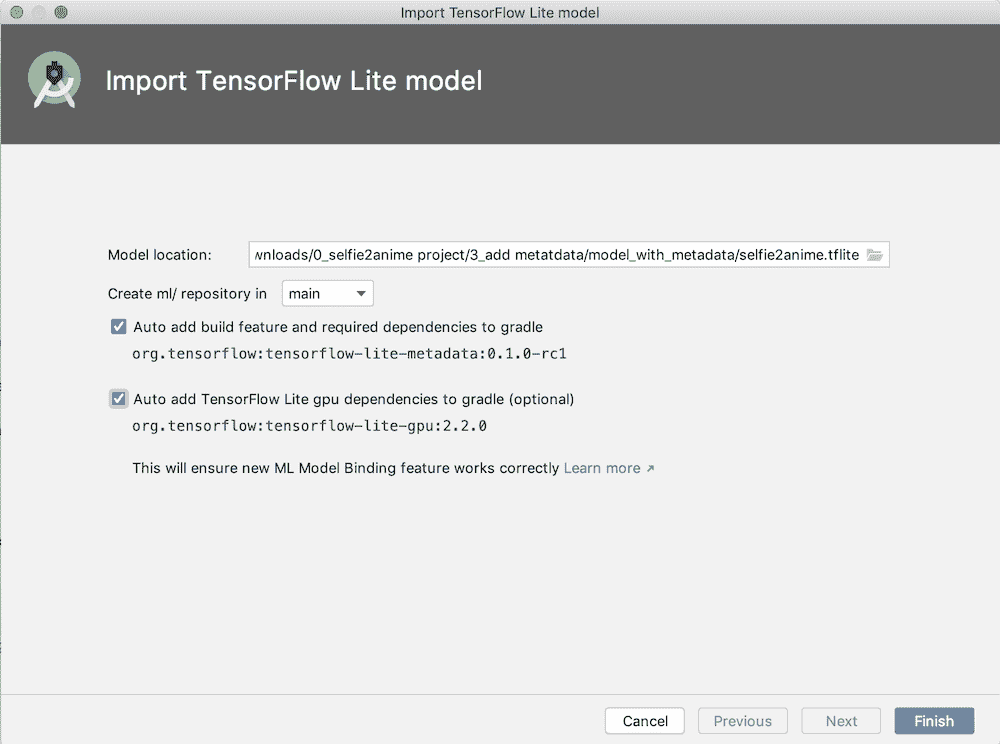 Import TensorFlow Lite model
Import TensorFlow Lite model
Model location: wnloads/0_selfie2anime project/3_add metatdata/model_with_metadata/selfie2anime.tflite
Create ml/ repository in main
Auto add build feature and required dependencies to gradle
org.tensorflow:tensorflow-lite-metadata:0.1.0-rc1
Auto add TensorFlow Lite gpu dependencies to gradle (optional)
org.tensorflow:tensorflow-lite-gpu:2.2.0
This will ensure new ML Model Binding feature works correctly Learn more ↗
Cancel Previous Next Finish